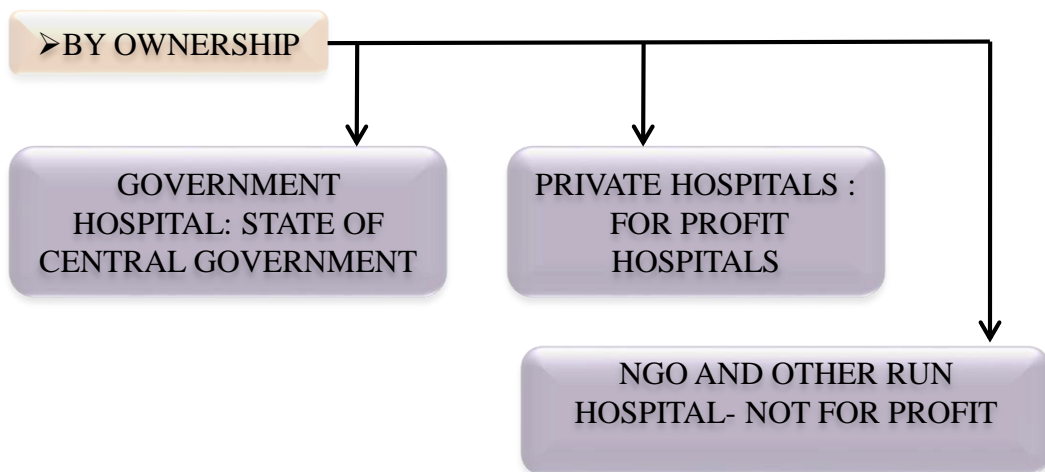 ➢BY OWNERSHIP
GOVERNMENT
HOSPITAL: STATE OF
CENTRAL GOVERNMENT
PRIVATE HOSPITALS :
FOR PROFIT
HOSPITALS
NGO AND OTHER RUN
HOSPITAL- NOT FOR PROFIT